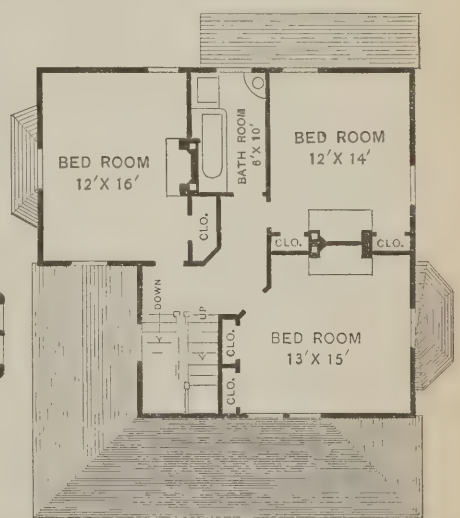 BED ROOM
12'X 16'
BATH ROOM
6'X 10'
BED ROOM
12'X 14'
CLO.
CLO.
CLO.
DOWN
UP
CLO.
CLO.
BED ROOM
13'X 15'